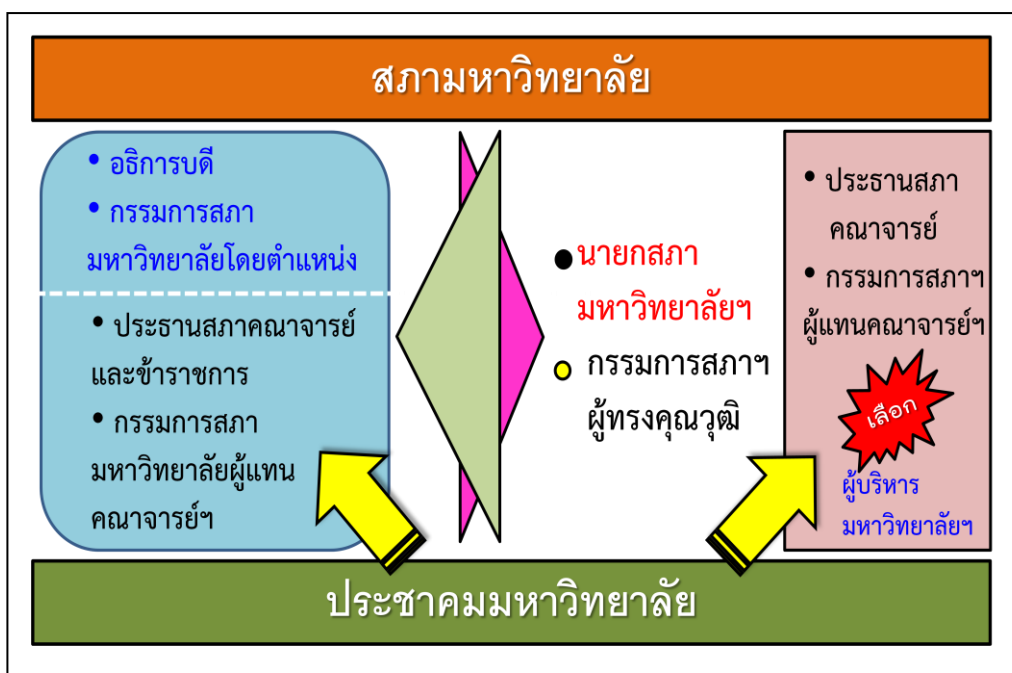 สภามหาวิทยาลัย
• อธิการบดี
• กรรมการสภา
มหาวิทยาลัยโดยตำแหน่ง
• ประธานสภาคณาจารย์
และข้าราชการ
• กรรมการสภา
มหาวิทยาลัยผู้แทน
คณาจารย์ฯ
นายกสภา
มหาวิทยาลัยฯ
กรรมการสภาฯ
ผู้ทรงคุณวุฒิ
• ประธานสภา
คณาจารย์
• กรรมการสภาฯ
ผู้แทนคณาจารย์ฯ
เลือก
ผู้บริหาร
มหาวิทยาลัยฯ
ประชาคมมหาวิทยาลัย